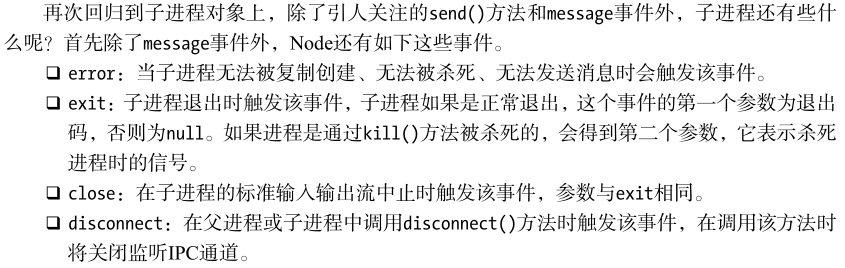 再次回归到子进程对象上，除了引人关注的send()方法和message事件外，子进程还有些什
么呢？首先除了message事件外，Node还有如下这些事件。
❑ error：当子进程无法被复制创建、无法被杀死、无法发送消息时会触发该事件。
❑ exit：子进程退出时触发该事件，子进程如果是正常退出，这个事件的第一个参数为退出
码，否则为null。如果进程是通过kill()方法被杀死的，会得到第二个参数，它表示杀死
进程时的信号。
❑ close：在子进程的标准输入输出流中止时触发该事件，参数与exit相同。
❑ disconnect：在父进程或子进程中调用disconnect()方法时触发该事件，在调用该方法时
将关闭监听IPC通道。